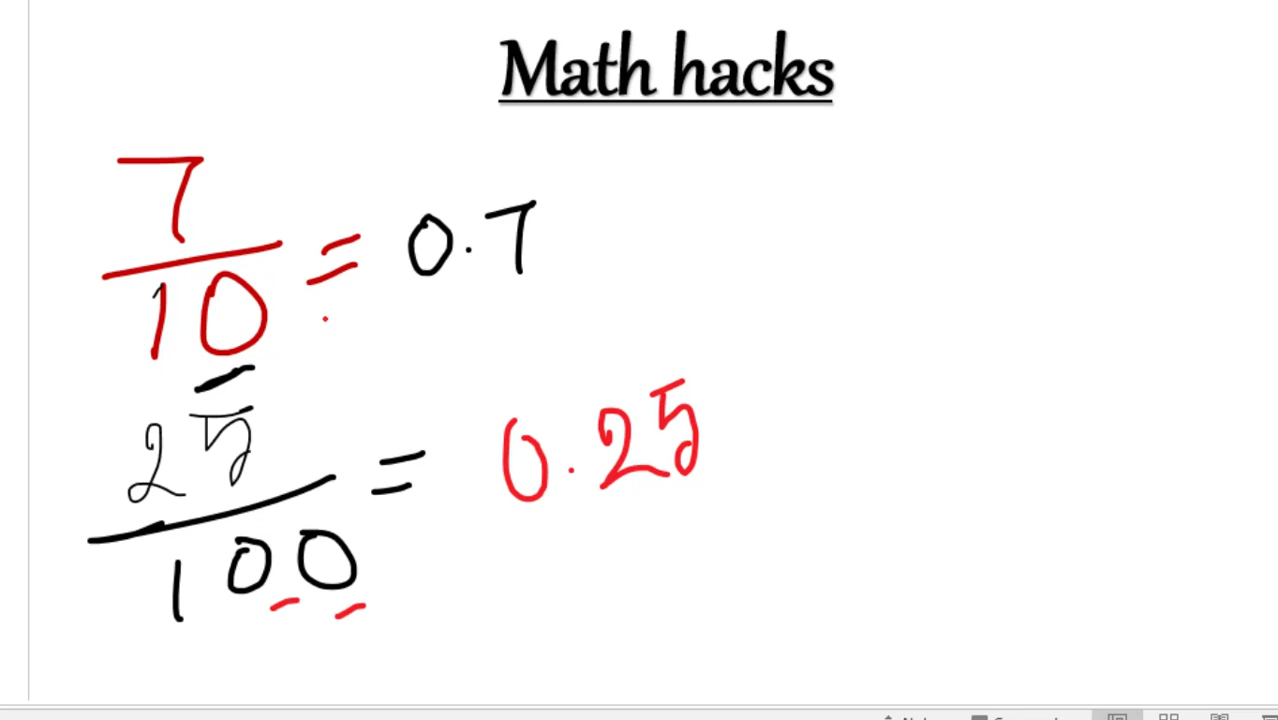 Math hacks
7/10 = 0.7
25/100 = 0.25